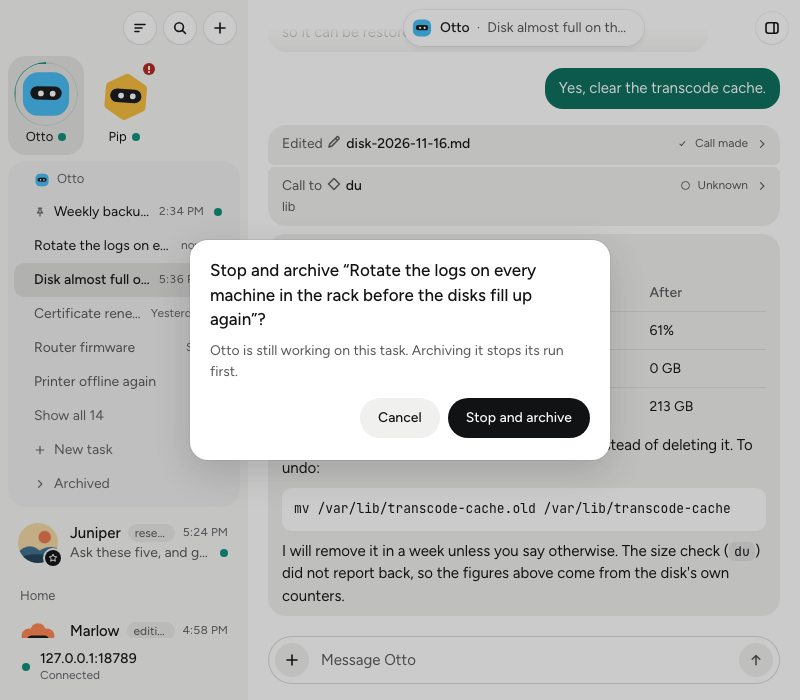 so it can be restor
Otto · Disk almost full on th…
Otto
Pip
Yes, clear the transcode cache.
Edited disk-2026-11-16.md
Call made
Call to du
Unknown
lib
Otto
Weekly backu… 2:34 PM
Rotate the logs on e…
Disk almost full o… 5:36
Certificate rene…
Router firmware
Printer offline again
Show all 14
New task
Archived
Stop and archive “Rotate the logs on every
machine in the rack before the disks fill up
again”?
Otto is still working on this task. Archiving it stops its run
first.
Cancel
Stop and archive
After
61%
0 GB
213 GB
stead of deleting it. To
undo:
mv /var/lib/transcode-cache.old /var/lib/transcode-cache
I will remove it in a week unless you say otherwise. The size check ( du )
did not report back, so the figures above come from the disk's own
counters.
Juniper rese… 5:24 PM
Ask these five, and g…
Home
Marlow editi… 4:58 PM
127.0.0.1:18789
Connected
Message Otto